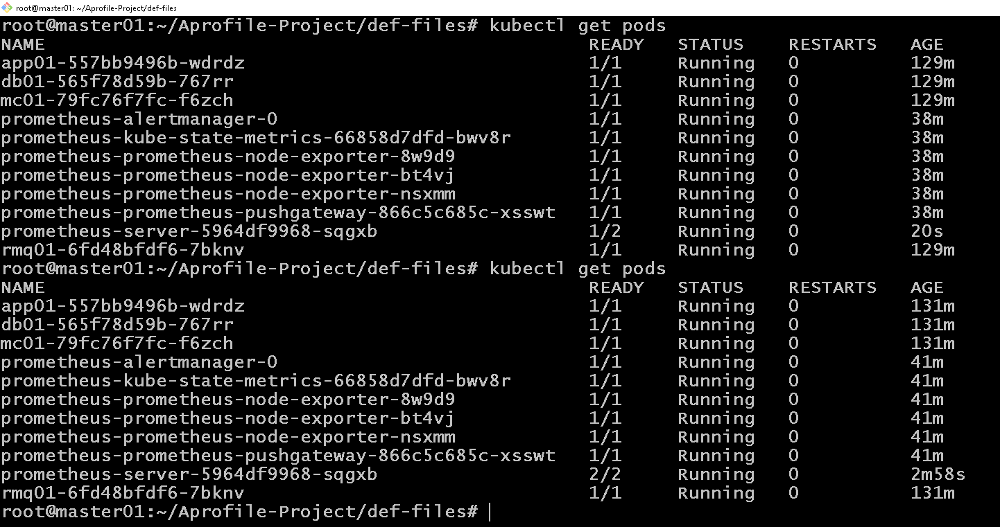 root@master01: ~/Aprofile-Project/def-files
root@master01:~/Aprofile-Project/def-files# kubectl get pods
NAME READY STATUS RESTARTS AGE
app01-557bb9496b-wdrdz 1/1 Running 0 129m
db01-565f78d59b-767rr 1/1 Running 0 129m
mc01-79fc76f7fc-f6zch 1/1 Running 0 129m
prometheus-alertmanager-0 1/1 Running 0 38m
prometheus-kube-state-metrics-66858d7dfd-bwv8r 1/1 Running 0 38m
prometheus-prometheus-node-exporter-8w9d9 1/1 Running 0 38m
prometheus-prometheus-node-exporter-bt4vj 1/1 Running 0 38m
prometheus-prometheus-node-exporter-nsxmm 1/1 Running 0 38m
prometheus-prometheus-pushgateway-866c5c685c-xsswt 1/1 Running 0 38m
prometheus-server-5964df9968-sqgxb 1/2 Running 0 20s
rmq01-6fd48bfdf6-7bknv 1/1 Running 0 129m
root@master01:~/Aprofile-Project/def-files# kubectl get pods
NAME READY STATUS RESTARTS AGE
app01-557bb9496b-wdrdz 1/1 Running 0 131m
db01-565f78d59b-767rr 1/1 Running 0 131m
mc01-79fc76f7fc-f6zch 1/1 Running 0 131m
prometheus-alertmanager-0 1/1 Running 0 41m
prometheus-kube-state-metrics-66858d7dfd-bwv8r 1/1 Running 0 41m
prometheus-prometheus-node-exporter-8w9d9 1/1 Running 0 41m
prometheus-prometheus-node-exporter-bt4vj 1/1 Running 0 41m
prometheus-prometheus-node-exporter-nsxmm 1/1 Running 0 41m
prometheus-prometheus-pushgateway-866c5c685c-xsswt 1/1 Running 0 41m
prometheus-server-5964df9968-sqgxb 2/2 Running 0 2m58s
rmq01-6fd48bfdf6-7bknv 1/1 Running 0 131m
root@master01:~/Aprofile-Project/def-files#